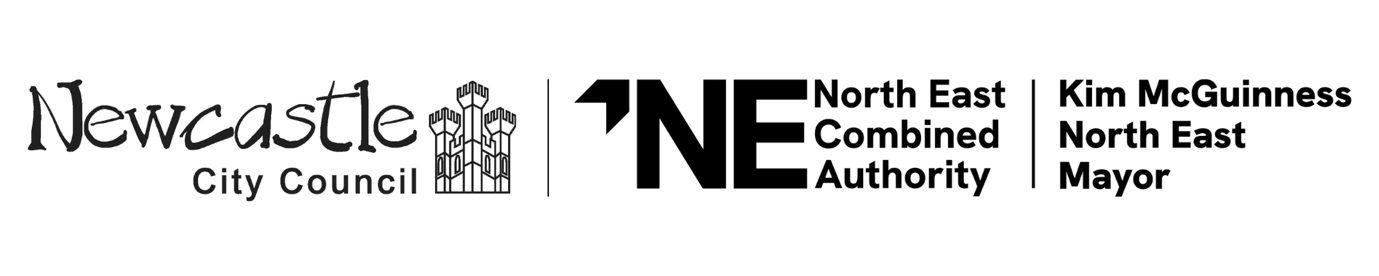 Newcastle
City Council
NE
North East
Combined
Authority
Kim McGuinness
North East
Mayor